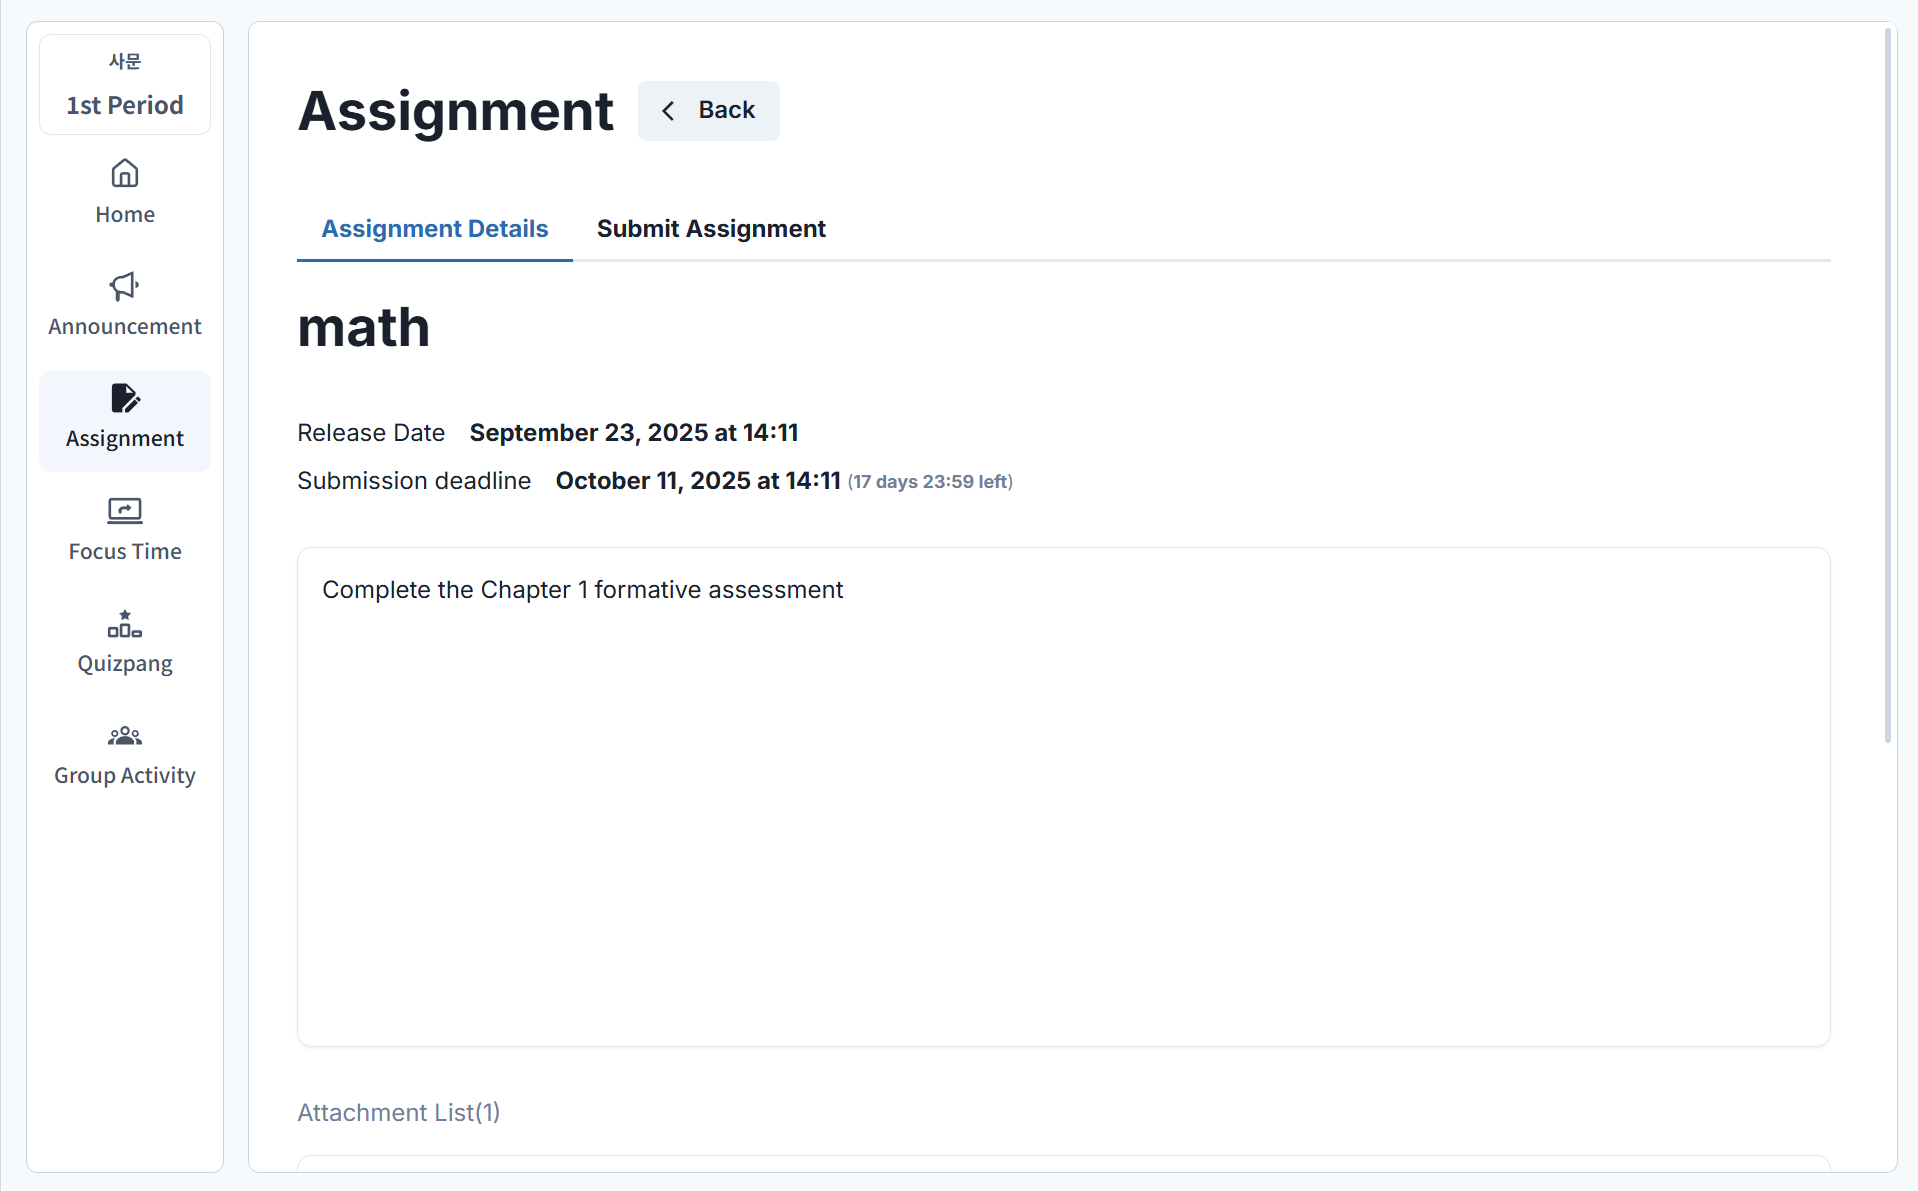 사문
1st Period
Home
Announcement
Assignment
Focus Time
Quizpang
Group Activity
Assignment
Back
Assignment Details
Submit Assignment
math
Release Date September 23, 2025 at 14:11
Submission deadline October 11, 2025 at 14:11 (17 days 23:59 left)
Complete the Chapter 1 formative assessment
Attachment List(1)